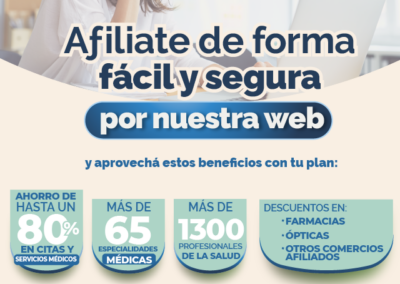 Afiliate de forma
fácil y segura
por nuestra web
y aprovechá estos beneficios con tu plan:
AHORRO DE
HASTA UN
80%
EN CITAS Y
SERVICIOS MÉDICOS
MÁS DE
65
ESPECIALIDADES
MÉDICAS
MÁS DE
1300
PROFESIONALES
DE LA SALUD
DESCUENTOS EN:
• FARMACIAS
• ÓPTICAS
• OTROS COMERCIOS
AFILIADOS